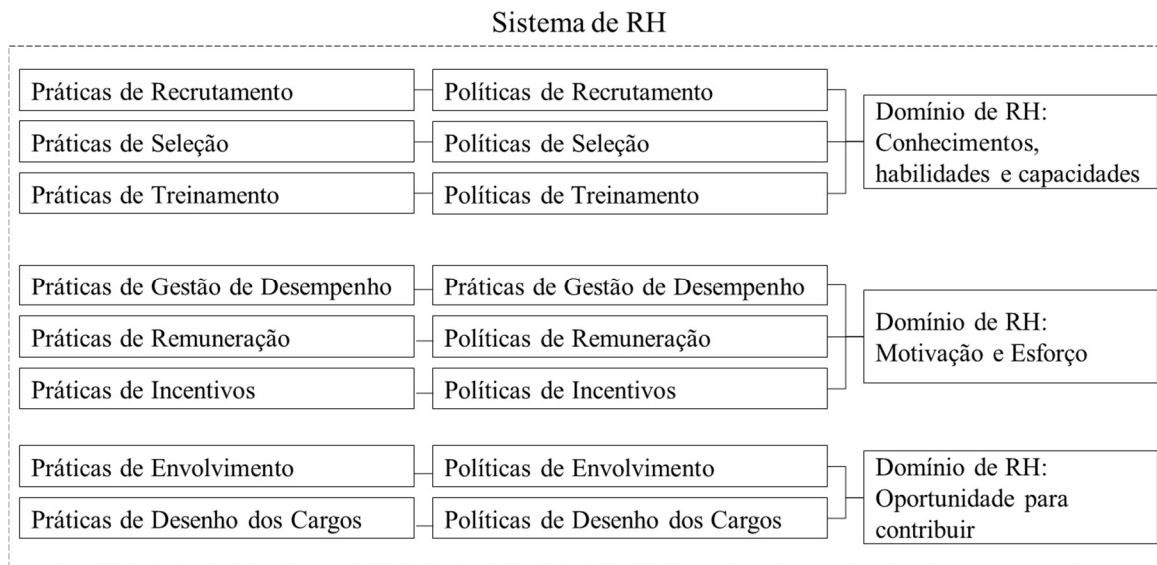 Sistema de RH
Práticas de Recrutamento
Políticas de Recrutamento
Práticas de Seleção
Políticas de Seleção
Práticas de Treinamento
Políticas de Treinamento
Domínio de RH:
Conhecimentos,
habilidades e capacidades
Práticas de Gestão de Desempenho
Práticas de Gestão de Desempenho
Práticas de Remuneração
Políticas de Remuneração
Práticas de Incentivos
Políticas de Incentivos
Domínio de RH:
Motivação e Esforço
Práticas de Envolvimento
Políticas de Envolvimento
Práticas de Desenho dos Cargos
Políticas de Desenho dos Cargos
Domínio de RH:
Oportunidade para
contribuir